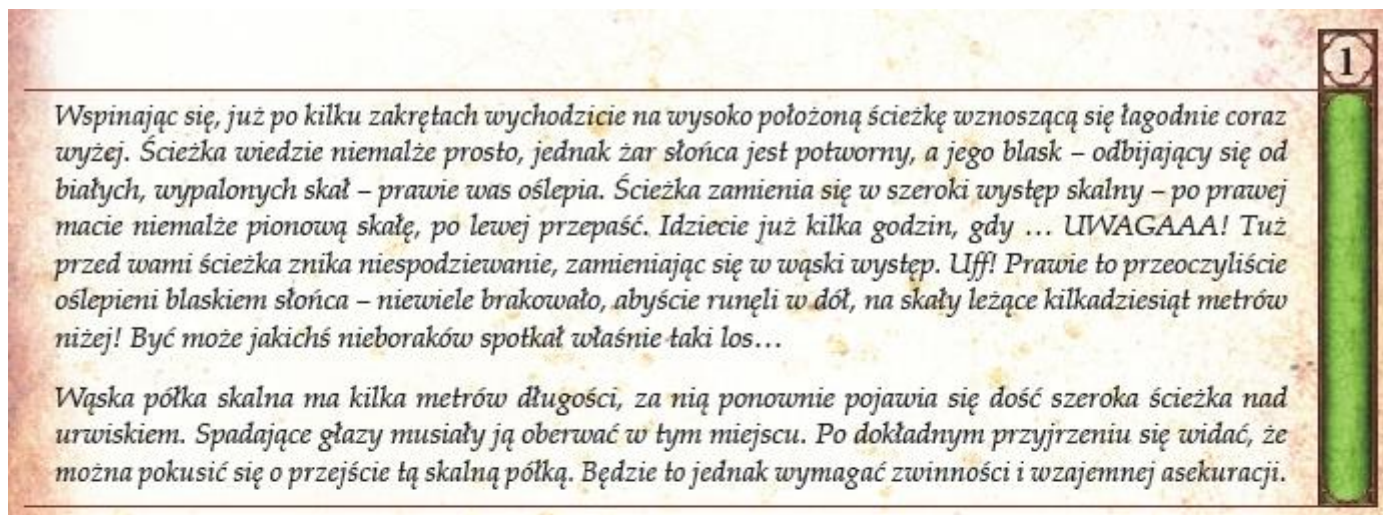 1
Wspinając się, już po kilku zakrętach wychodzicie na wysoko położoną ścieżkę wznoszącą się łagodnie coraz
wyżej. Ścieżka wiedzie niemalże prosto, jednak żar słońca jest potworny, a jego blask – odbijający się od
białych, wypalonych skał – prawie was oślepia. Ścieżka zamienia się w szeroki występ skalny – po prawej
macie niemalże pionową skałę, po lewej przepaść. Idziecie już kilka godzin, gdy … UWAGAAA! Tuż
przed wami ścieżka znika niespodziewanie, zamieniając się w wąski występ. Uff! Prawie to przeoczyliście
oślepieni blaskiem słońca – niewiele brakowało, abyście runęli w dół, na skały leżące kilkadziesiąt metrów
niżej! Być może jakichś nieboraków spotkał właśnie taki los…
Wąska półka skalna ma kilka metrów długości, za nią ponownie pojawia się dość szeroka ścieżka nad
urwiskiem. Spadające głazy musiały ją oberwać w tym miejscu. Po dokładnym przyjrzeniu się widać, że
można pokusić się o przejście tą skalną półką. Będzie to jednak wymagać zwinności i wzajemnej asekuracji.